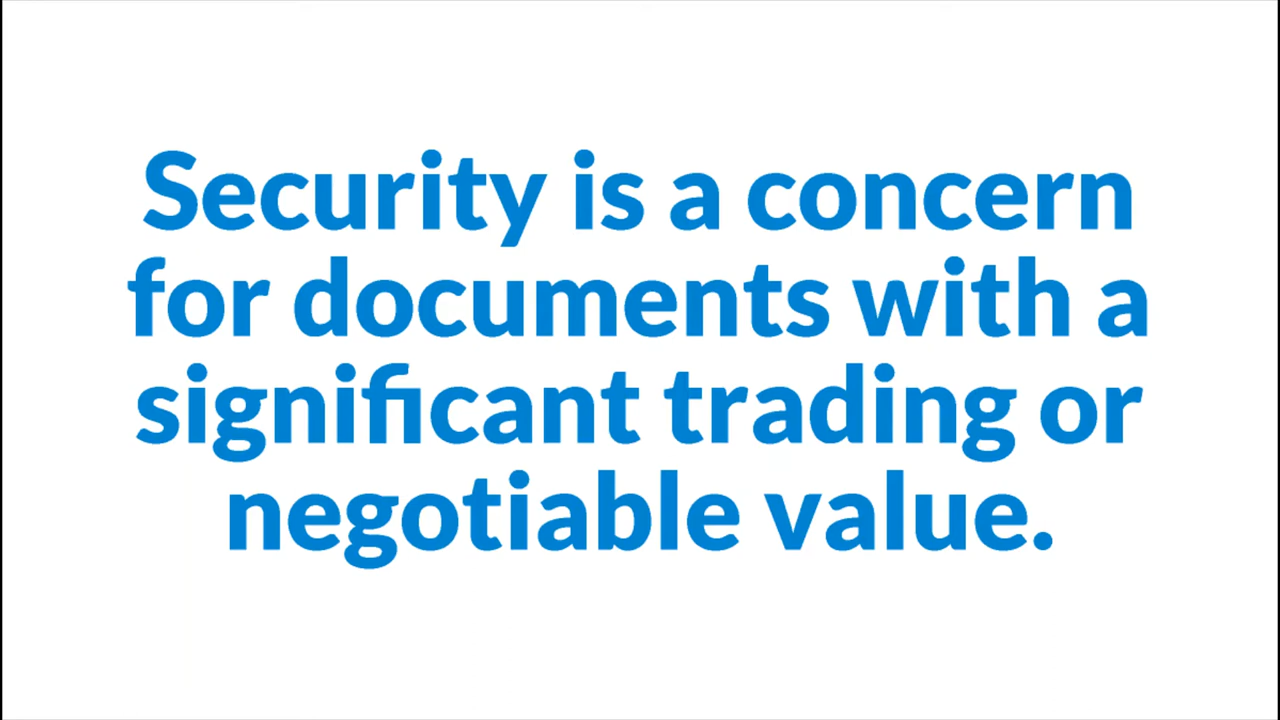 Security is a concern
for documents with a
significant trading or
negotiable value.